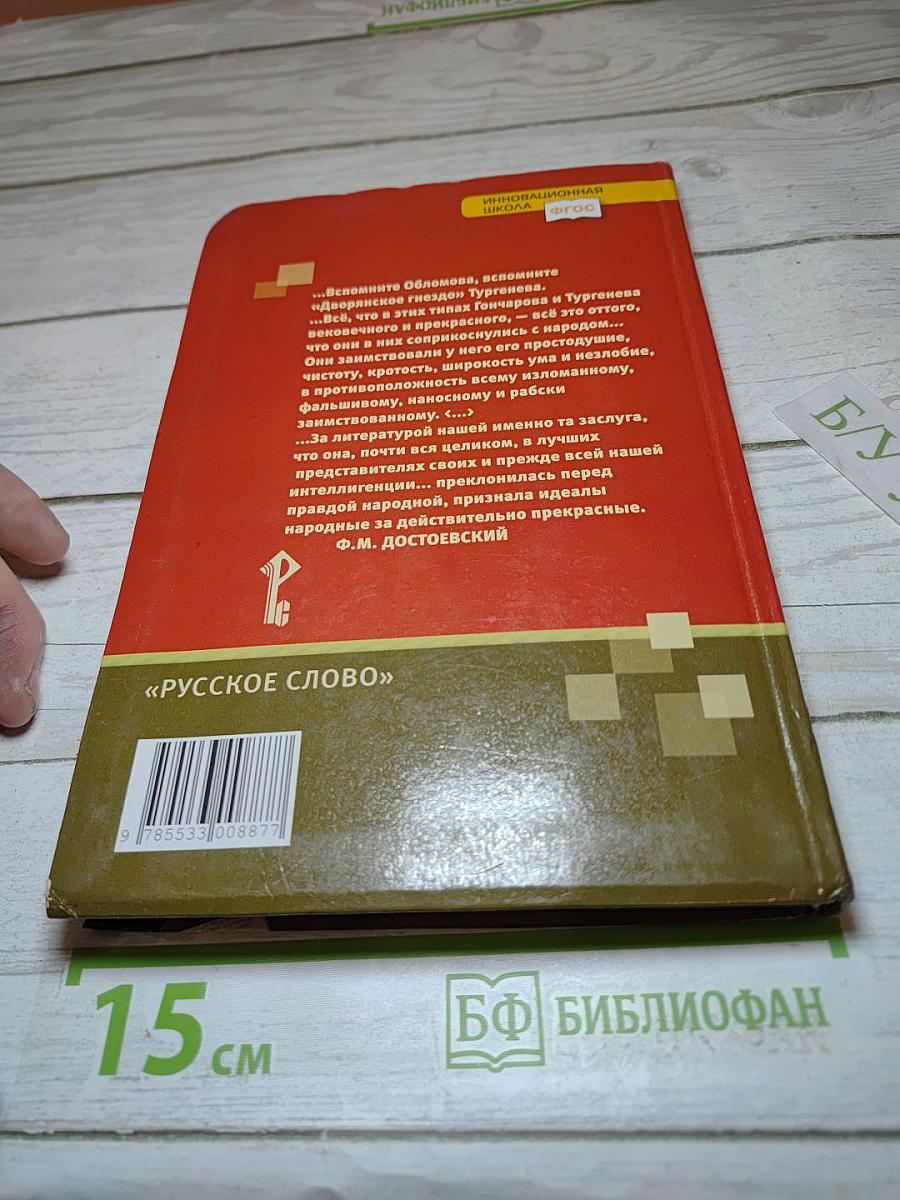 БИБЛИОФАН
ИННОВАЦИОННАЯ
ШКОЛА
ФГОС
...Вспомните Обломова, вспомните
«Дворянское гнездо» Тургенева.
...Всё, что в этих типах Гончарова и Тургенева
вековечного и прекрасного, — всё это оттого,
что они в них соприкоснулись с народом...
Они заимствовали у него его простодушие,
чистоту, кротость, широкость ума и незлобие,
в противоположность всему изломанному,
фальшивому, наносному и рабски
заимствованному. <...>
...За литературой нашей именно та заслуга,
что она, почти вся целиком, в лучших
представителях своих и прежде всей нашей
интеллигенции... преклонилась перед
правдой народной, признала идеалы
народные за действительно прекрасные.
Ф.М. ДОСТОЕВСКИЙ
РС
Б/У
«РУССКОЕ СЛОВО»
9 785533 008877
15 см
БФ БИБЛИОФАН